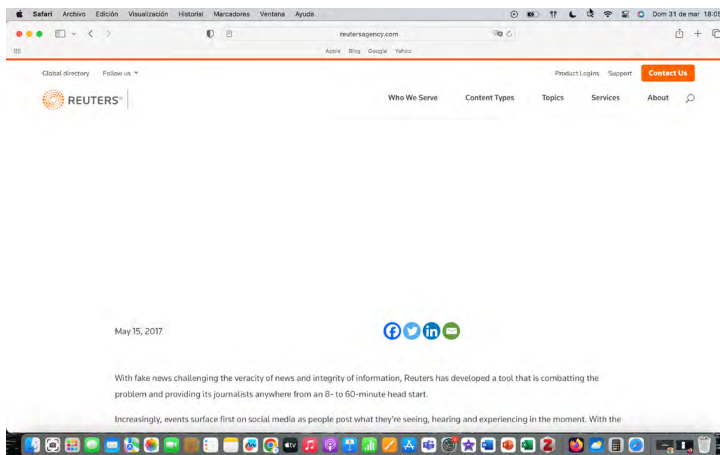 Safari Archivo Edición Visualización Historial Marcadores Ventana Ayuda Dom 31 de mar 18:05
reutersagency.com
Apple Bing Google Yahoo
Global directory Follow us Product Logins Support Contact Us
REUTERS Who We Serve Content Types Topics Services About
May 15, 2017
With fake news challenging the veracity of news and integrity of information, Reuters has developed a tool that is combatting the
problem and providing its journalists anywhere from an 8- to 60-minute head start.
Increasingly, events surface first on social media as people post what they're seeing, hearing and experiencing in the moment. With the